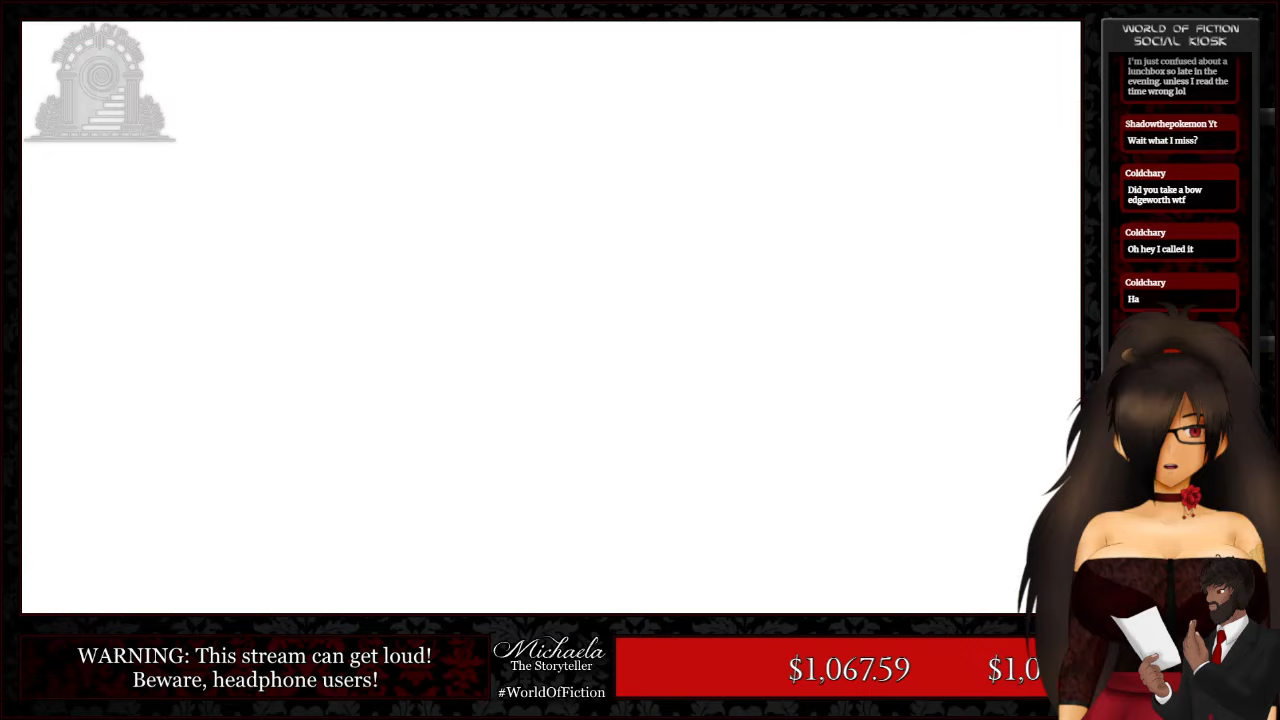 WORLD OF FICTION
SOCIAL KIOSK
I'm just confused about a
lunchbox so late in the
evening. unless I read the
time wrong lol
Shadowthepokemon Yt
Wait what I miss?
Coldchary
Did you take a bow
edgeworth wtf
Coldchary
Oh hey I called it
Coldchary
Ha
WARNING: This stream can get loud!
Beware, headphone users!
Michaela
The Storyteller
#WorldOfFiction
$1,067.59
$1,0